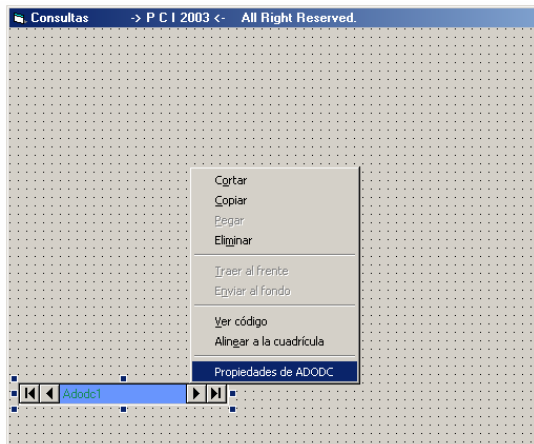 Consultas -> P C I 2003 <- All Right Reserved.
Cortar
Copiar
Pegar
Eliminar
Traer al frente
Enviar al fondo
Ver código
Alinear a la cuadrícula
Propiedades de ADODC
Adodc1